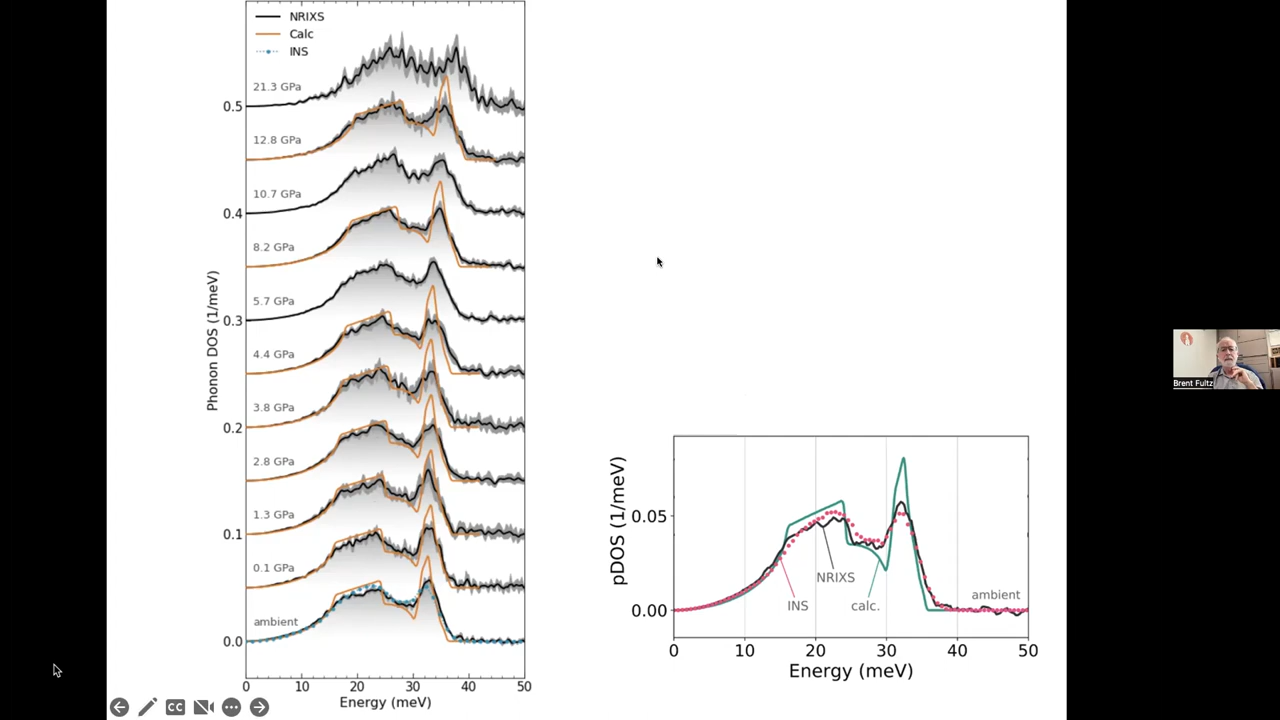 NRIXS
Calc
INS
21.3 GPa
0.5
12.8 GPa
10.7 GPa
0.4
8.2 GPa
5.7 GPa
0.3
4.4 GPa
3.8 GPa
0.2
2.8 GPa
1.3 GPa
0.1
0.1 GPa
ambient
0.0
0 10 20 30 40 50
Energy (meV)
Phonon DOS (1/meV)
pDOS (1/meV)
0.05
0.00
NRIXS
INS
calc.
ambient
0 10 20 30 40 50
Energy (meV)
Brent Fultz
CC